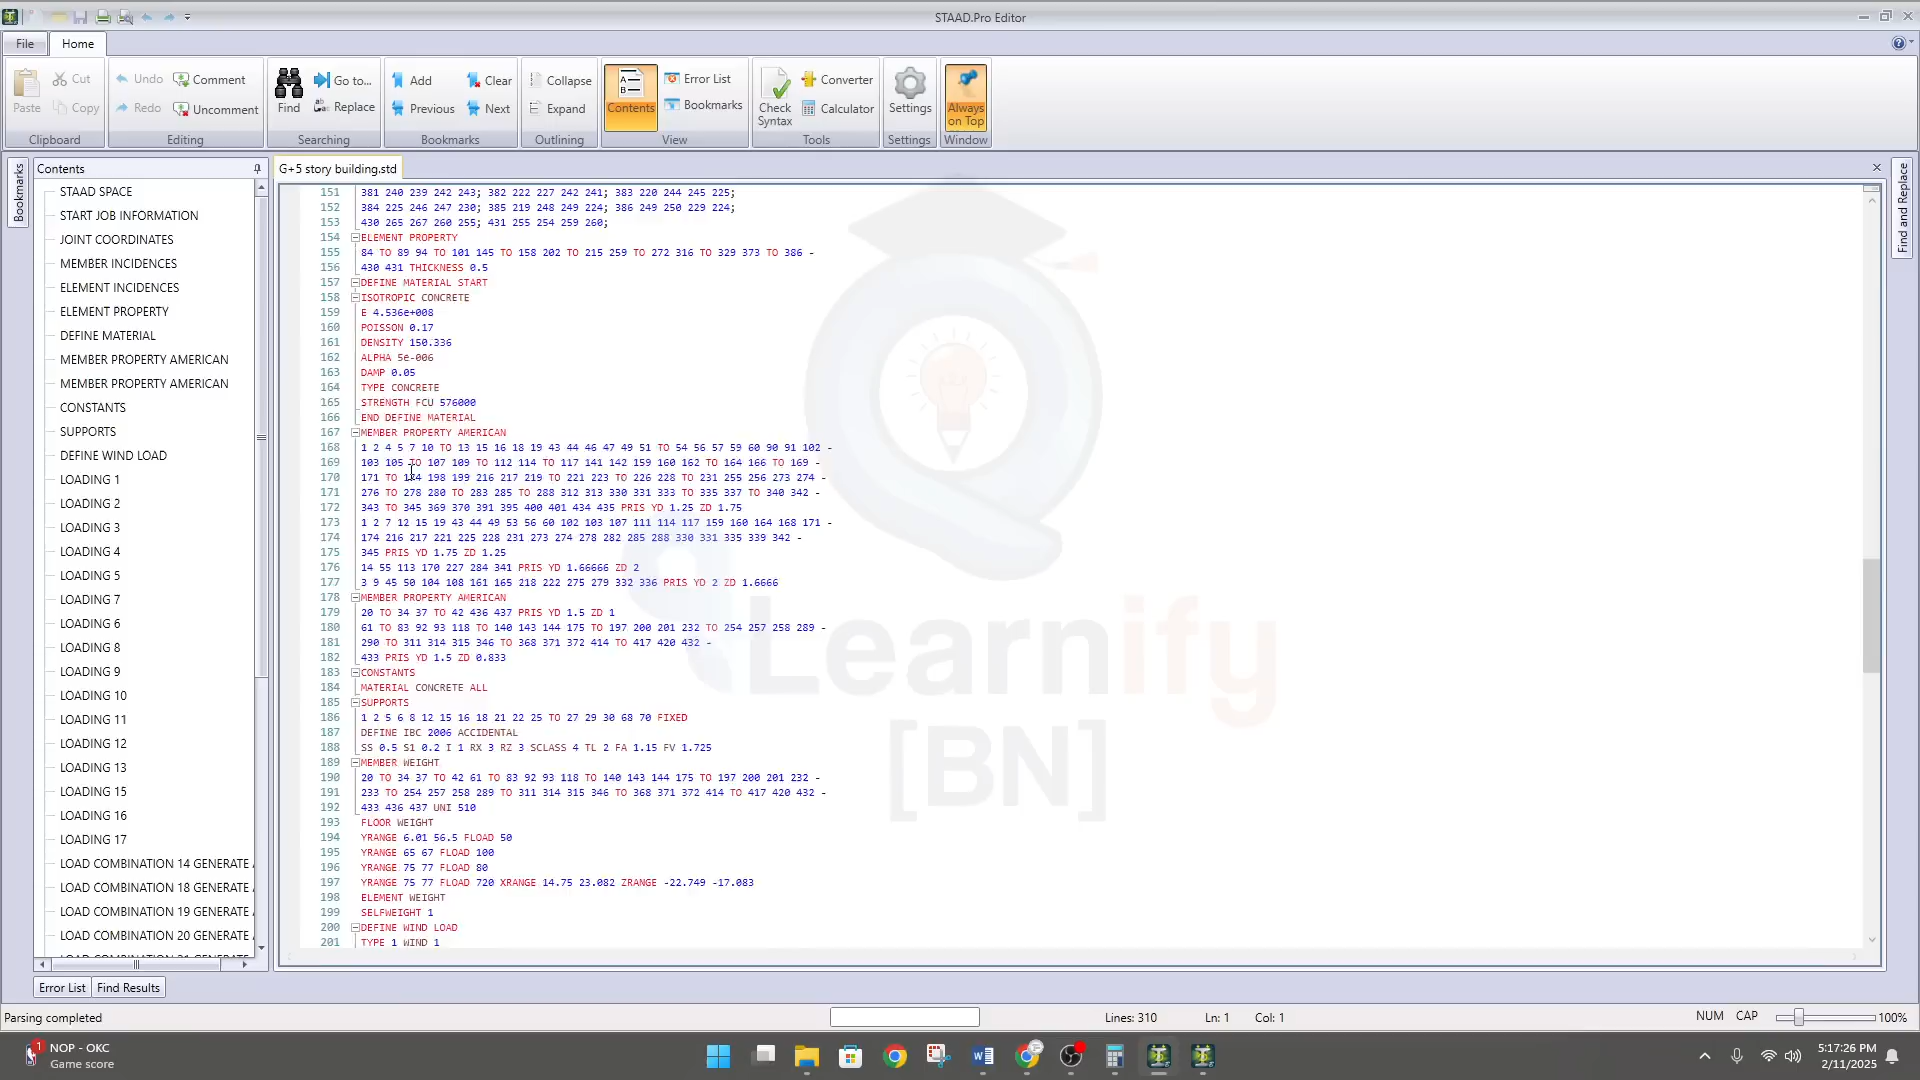 STAAD.Pro Editor
File Home
Paste Cut Copy Undo Redo Comment Uncomment Find Go to... Replace Add Previous Clear Next Collapse Expand Contents Error List Bookmarks Check Syntax Converter Calculator Settings Always on Top
Clipboard Editing Searching Bookmarks Outlining View Tools Settings Window
Bookmarks
Contents
STAAD SPACE
START JOB INFORMATION
JOINT COORDINATES
MEMBER INCIDENCES
ELEMENT INCIDENCES
ELEMENT PROPERTY
DEFINE MATERIAL
MEMBER PROPERTY AMERICAN
MEMBER PROPERTY AMERICAN
CONSTANTS
SUPPORTS
DEFINE WIND LOAD
LOADING 1
LOADING 2
LOADING 3
LOADING 4
LOADING 5
LOADING 7
LOADING 6
LOADING 8
LOADING 9
LOADING 10
LOADING 11
LOADING 12
LOADING 13
LOADING 15
LOADING 16
LOADING 17
LOAD COMBINATION 14 GENERATE
LOAD COMBINATION 18 GENERATE
LOAD COMBINATION 19 GENERATE
LOAD COMBINATION 20 GENERATE
G+5 story building.std
151 381 240 239 242 243; 382 222 227 242 241; 383 220 244 245 225;
152 384 225 246 247 230; 385 219 248 249 224; 386 249 250 229 224;
153 430 265 267 260 255; 431 255 254 259 260;
154 ELEMENT PROPERTY
155 84 TO 89 94 TO 101 145 TO 158 202 TO 215 259 TO 272 316 TO 329 373 TO 386 -
156 430 431 THICKNESS 0.5
157 DEFINE MATERIAL START
158 ISOTROPIC CONCRETE
159 E 4.536e+008
160 POISSON 0.17
161 DENSITY 150.336
162 ALPHA 5e-006
163 DAMP 0.05
164 TYPE CONCRETE
165 STRENGTH FCU 576000
166 END DEFINE MATERIAL
167 MEMBER PROPERTY AMERICAN
168 1 2 4 5 7 10 TO 13 15 16 18 19 43 44 46 47 49 51 TO 54 56 57 59 60 90 91 102 -
169 103 105 TO 107 109 TO 112 114 TO 117 141 142 159 160 162 TO 164 166 TO 169 -
170 171 TO 174 198 199 216 217 219 TO 221 223 TO 226 228 TO 231 255 256 273 274 -
171 276 TO 278 280 TO 283 285 TO 288 312 313 330 331 333 TO 335 337 TO 340 342 -
172 343 TO 345 369 370 391 395 400 401 434 435 PRIS YD 1.25 ZD 1.75
173 1 2 7 12 15 19 43 44 49 53 56 60 102 103 107 111 114 117 159 160 164 168 171 -
174 174 216 217 221 225 228 231 273 274 278 282 285 288 330 331 335 339 342 -
175 345 PRIS YD 1.75 ZD 1.25
176 14 55 113 170 227 284 341 PRIS YD 1.66666 ZD 2
177 3 9 45 50 104 108 161 165 218 222 275 279 332 336 PRIS YD 2 ZD 1.6666
178 MEMBER PROPERTY AMERICAN
179 20 TO 34 37 TO 42 436 437 PRIS YD 1.5 ZD 1
180 61 TO 83 92 93 118 TO 140 143 144 175 TO 197 200 201 232 TO 254 257 258 289 -
181 290 TO 311 314 315 346 TO 368 371 372 414 TO 417 420 432 -
182 433 PRIS YD 1.5 ZD 0.833
183 CONSTANTS
184 MATERIAL CONCRETE ALL
185 SUPPORTS
186 1 2 5 6 8 12 15 16 18 21 22 25 TO 27 29 30 68 70 FIXED
187 DEFINE IBC 2006 ACCIDENTAL
188 SS 0.5 S1 0.2 I 1 RX 3 RZ 3 SCLASS 4 TL 2 FA 1.15 FV 1.725
189 MEMBER WEIGHT
190 20 TO 34 37 TO 42 61 TO 83 92 93 118 TO 140 143 144 175 TO 197 200 201 232 -
191 233 TO 254 257 258 289 TO 311 314 315 346 TO 368 371 372 414 TO 417 420 432 -
192 433 436 437 UNI 510
193 FLOOR WEIGHT
194 YRANGE 6.01 56.5 FLOAD 50
195 YRANGE 65 67 FLOAD 100
196 YRANGE 75 77 FLOAD 80
197 YRANGE 75 77 FLOAD 720 XRANGE 14.75 23.082 ZRANGE -22.749 -17.083
198 ELEMENT WEIGHT
199 SELFWEIGHT 1
200 DEFINE WIND LOAD
201 TYPE 1 WIND 1
Learnify
[BN]
Find and Replace
Error List Find Results
Parsing completed Lines: 310 Ln: 1 Col: 1 NUM CAP 100%
1 NOP - OKC
Game score
5:17:26 PM
2/11/2025